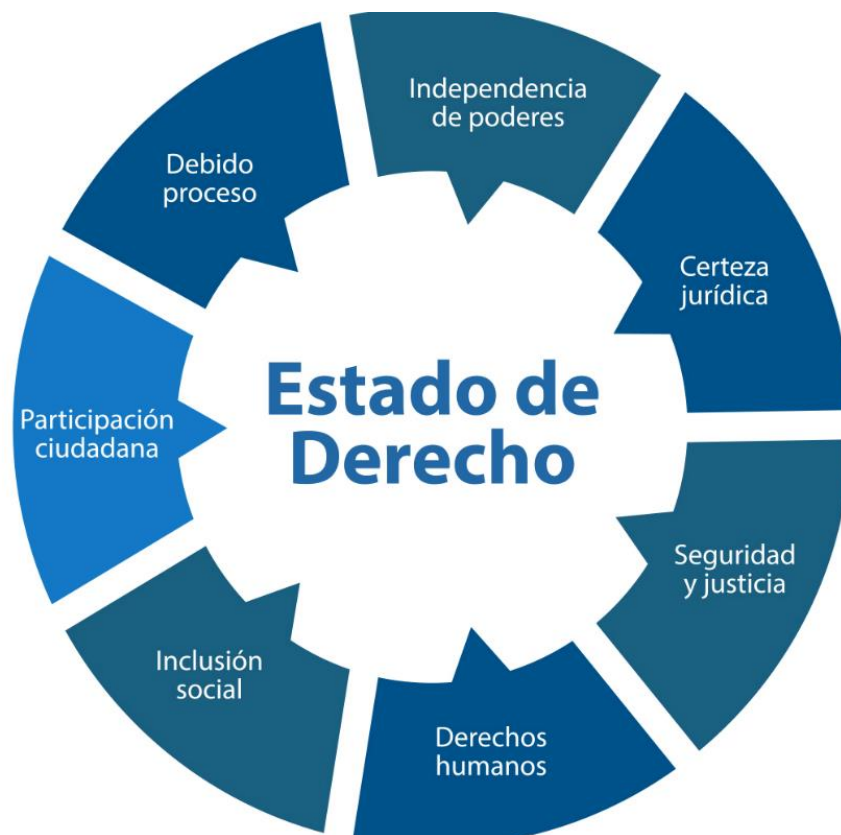 Independencia
de poderes
Certeza
jurídica
Seguridad
y justicia
Derechos
humanos
Inclusión
social
Participación
ciudadana
Debido
proceso
Estado de
Derecho